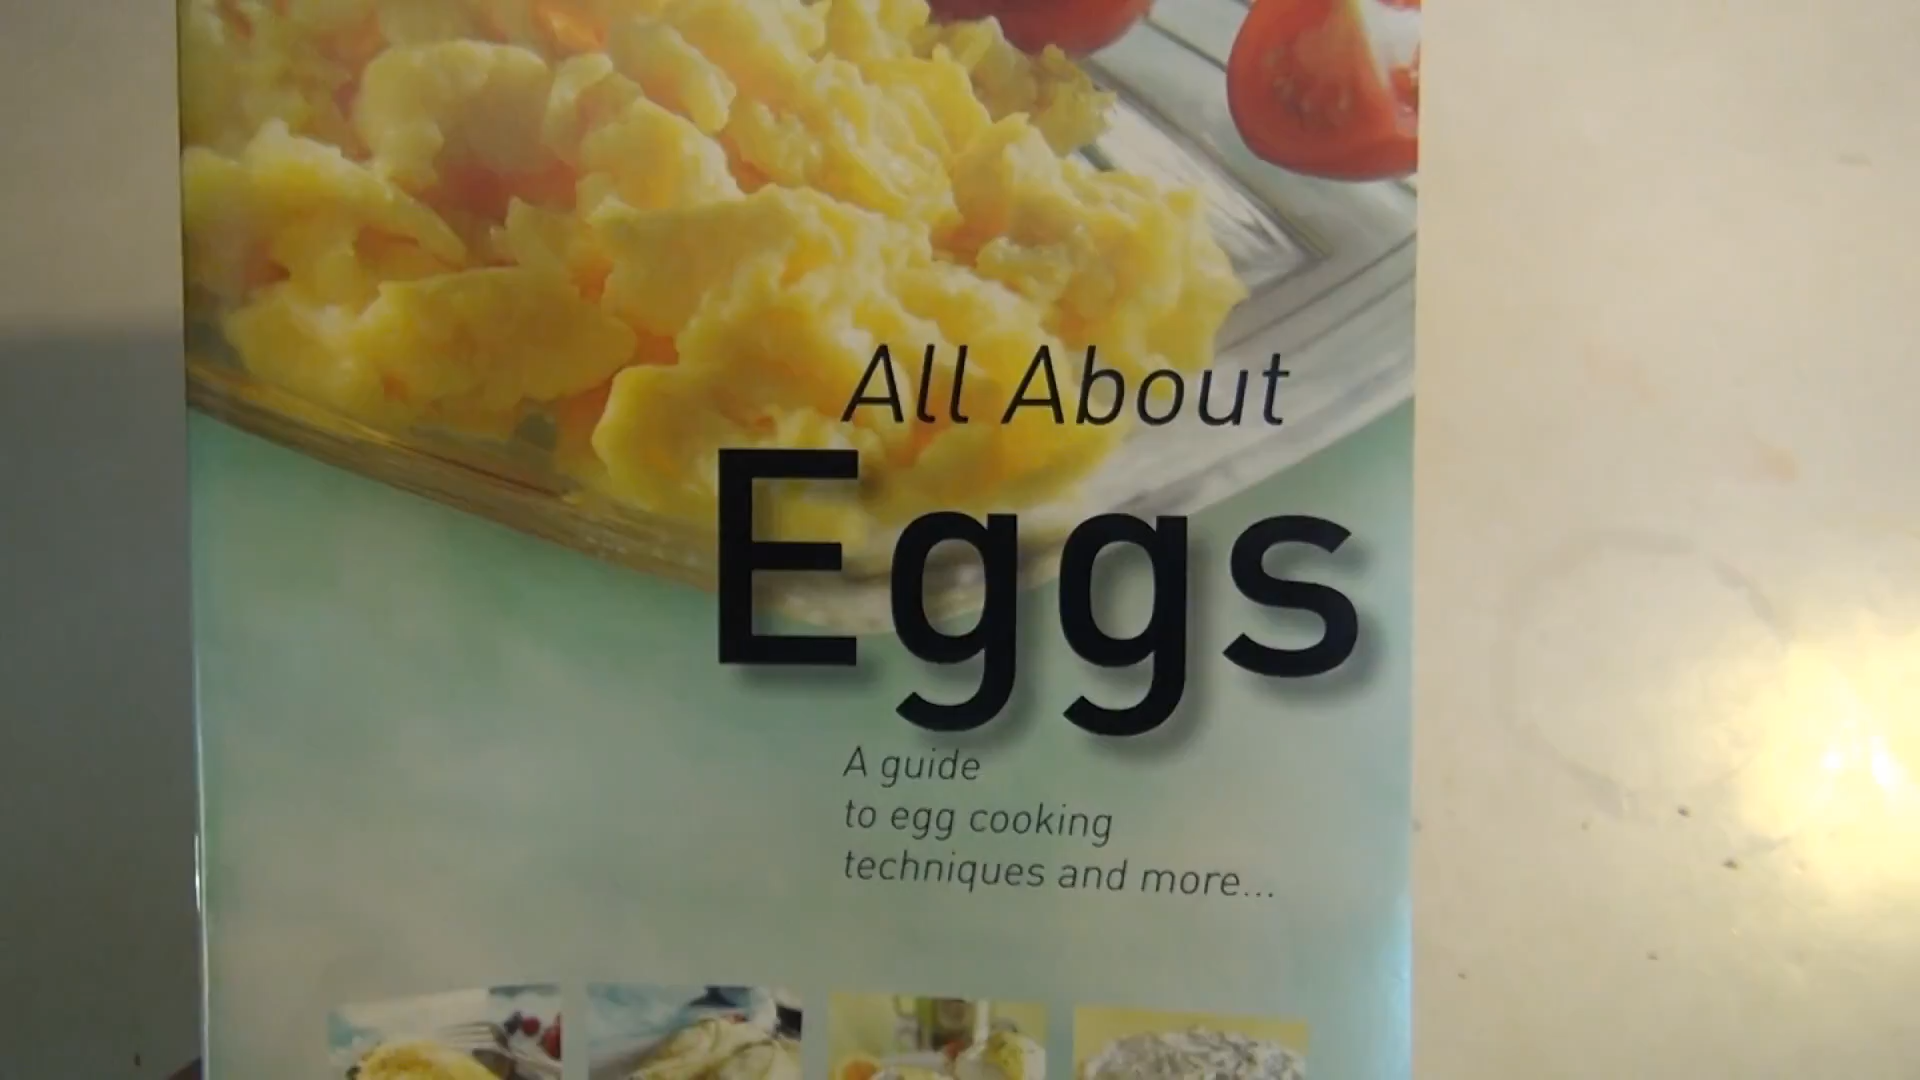 All About
Eggs
A guide
to egg cooking
techniques and more...